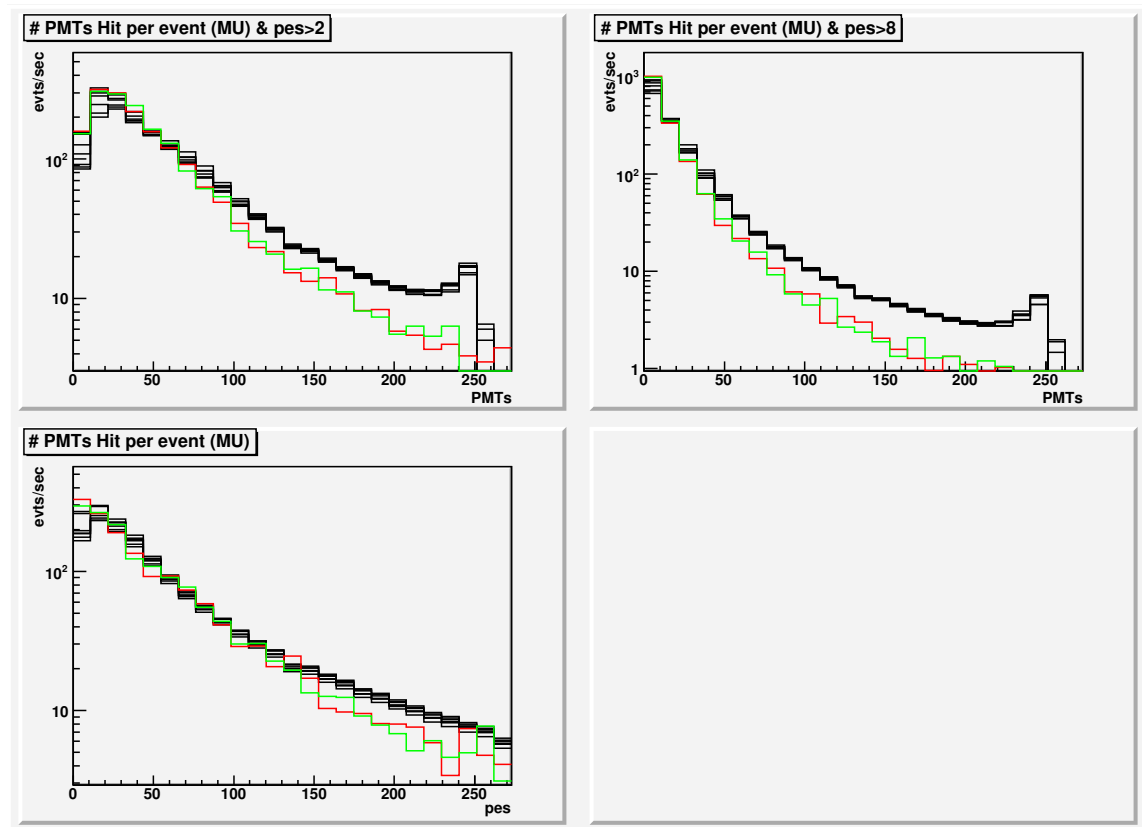 # PMTs Hit per event (MU) & pes>2
evts/sec
10²
10
0 50 100 150 200 250
PMTs
# PMTs Hit per event (MU) & pes>8
evts/sec
10³
10²
10
1
0 50 100 150 200 250
PMTs
# PMTs Hit per event (MU)
evts/sec
10²
10
0 50 100 150 200 250
pes